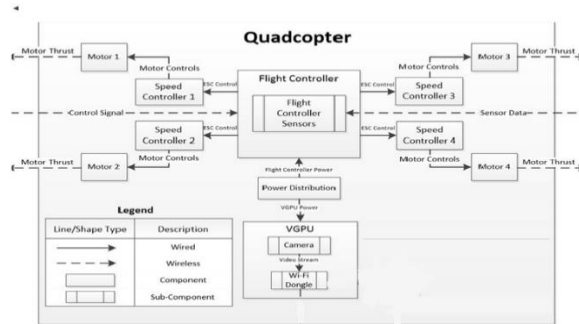 Quadcopter
Motor Thrust
Motor 1
Motor Controls
Speed
Controller 1
ESC Control
Flight Controller
Flight
Controller
Sensors
ESC Control
Speed
Controller 3
Motor Controls
Motor 3
Motor Thrust
Control Signal
Sensor Data
Motor Thrust
Motor 2
Motor Controls
Speed
Controller 2
ESC Control
ESC Control
Speed
Controller 4
Motor Controls
Motor 4
Motor Thrust
Flight Controller Power
Power Distribution
VGPU Power
VGPU
Camera
Video Stream
Wi-Fi
Dongle
Legend
Line/Shape Type Description
Wired
Wireless
Component
Sub-Component